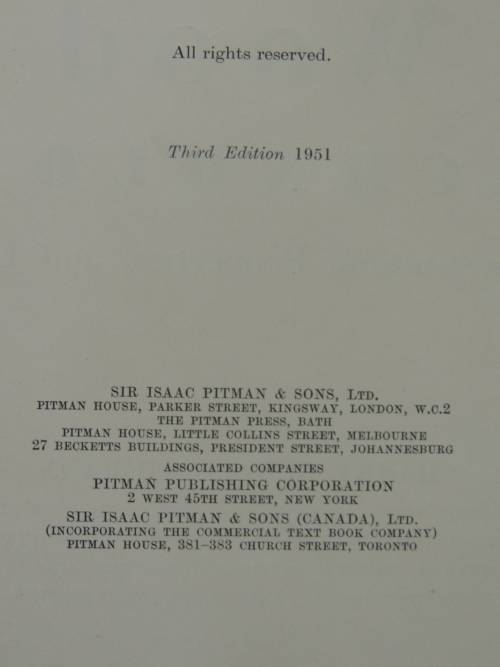 All rights reserved.
Third Edition 1951
SIR ISAAC PITMAN & SONS, LTD.
PITMAN HOUSE, PARKER STREET, KINGSWAY, LONDON, W.C.2
THE PITMAN PRESS, BATH
PITMAN HOUSE, LITTLE COLLINS STREET, MELBOURNE
27 BECKETTS BUILDINGS, PRESIDENT STREET, JOHANNESBURG
ASSOCIATED COMPANIES
PITMAN PUBLISHING CORPORATION
2 WEST 45TH STREET, NEW YORK
SIR ISAAC PITMAN & SONS (CANADA), LTD.
(INCORPORATING THE COMMERCIAL TEXT BOOK COMPANY)
PITMAN HOUSE, 381–383 CHURCH STREET, TORONTO